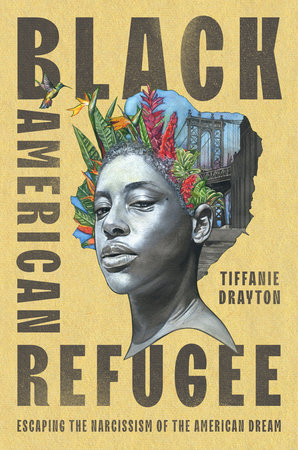 BLACK
AMERICAN
TIFFANIE
DRAYTON
REFUGEE
ESCAPING THE NARCISSISM OF THE AMERICAN DREAM